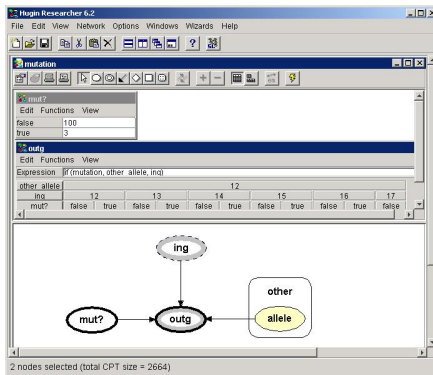 Hugin Researcher 6.2
File Edit View Network Options Windows Wizards Help
mutation
mut?
Edit Functions View
false 100
true 3
outg
Edit Functions View
Expression if (mutation, other_allele, ing)
other_allele 12
ing 12 13 14 15 16 17
mut? false true false true false true false true false true false
ing
other
mut? outg allele
2 nodes selected (total CPT size = 2664)